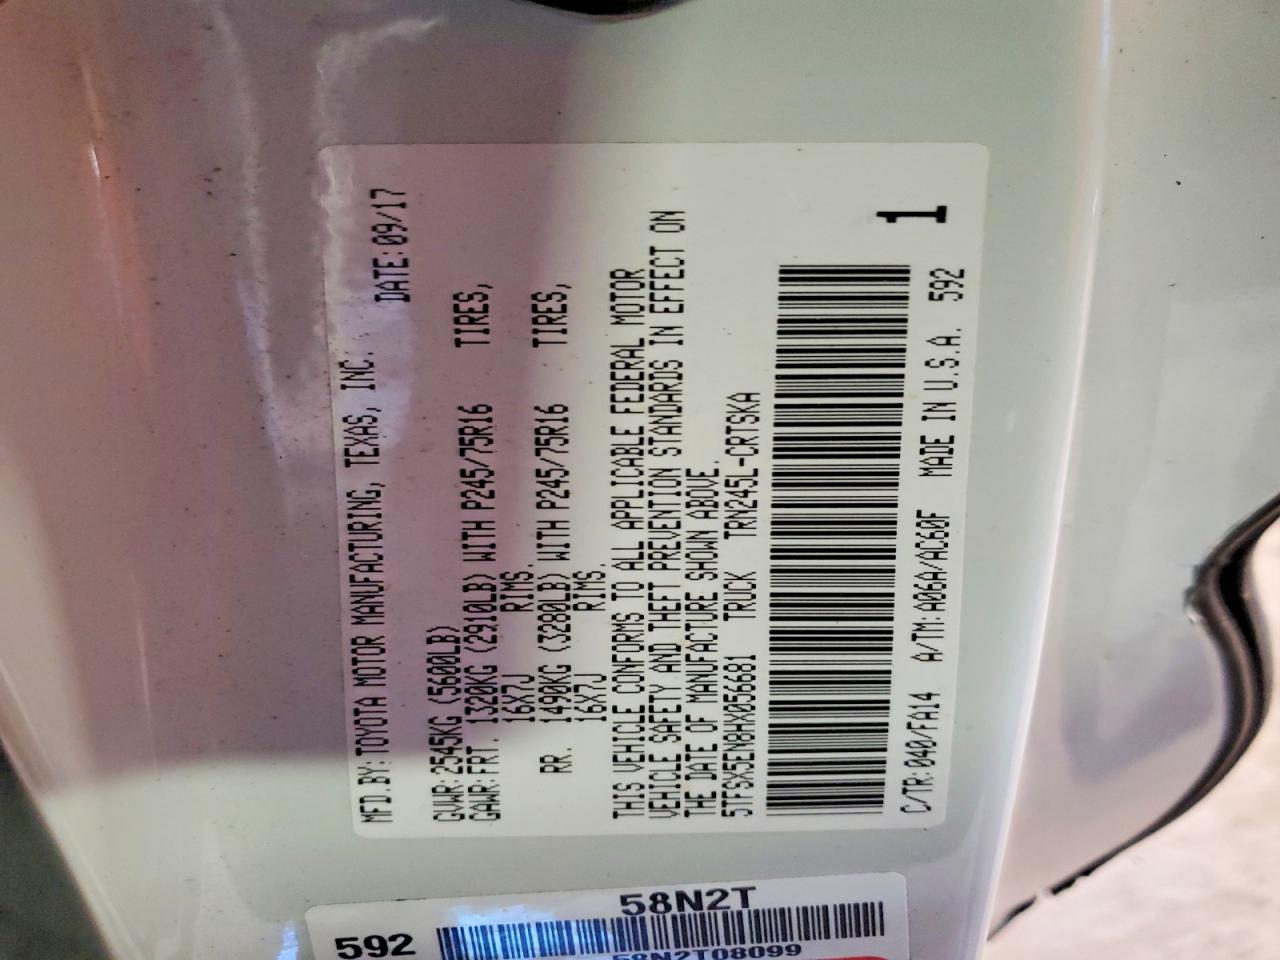 MFD.BY: TOYOTA MOTOR MANUFACTURING, TEXAS, INC.
DATE: 09/17
GVWR: 2545KG (5600LB)
GAWR: FRT. 1320KG (2910LB) WITH P245/75R16 TIRES,
16X7J RIMS.
RR. 1490KG (3280LB) WITH P245/75R16 TIRES,
16X7J RIMS.
THIS VEHICLE CONFORMS TO ALL APPLICABLE FEDERAL MOTOR
VEHICLE SAFETY AND THEFT PREVENTION STANDARDS IN EFFECT ON
THE DATE OF MANUFACTURE SHOWN ABOVE.
5TFSX5EN8HX056681 TRUCK TRN245L-CRTSKA
1
C/TR: 040/FA14 A/TM: A06A/AC60F MADE IN U.S.A. 592
58N2T
592
58N2T08099